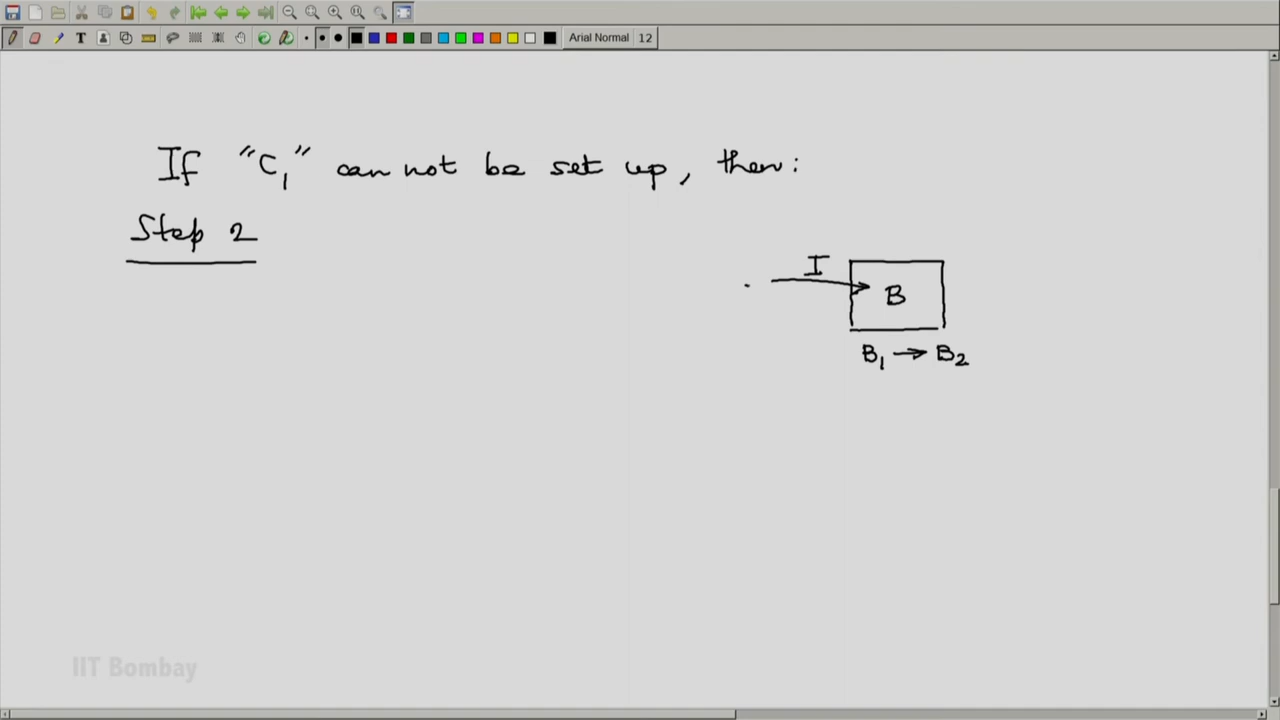 Arial Normal 12
If "C₁" can not be set up, then:
Step 2
I
B
B₁ → B₂
IIT Bombay